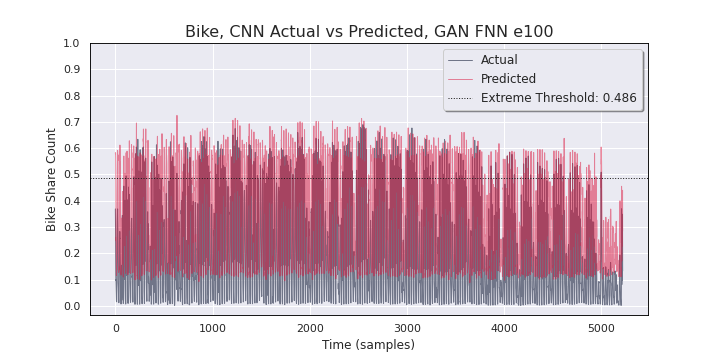 Bike, CNN Actual vs Predicted, GAN FNN e100
Actual
Predicted
Extreme Threshold: 0.486
Bike Share Count
1.0
0.9
0.8
0.7
0.6
0.5
0.4
0.3
0.2
0.1
0.0
0 1000 2000 3000 4000 5000
Time (samples)